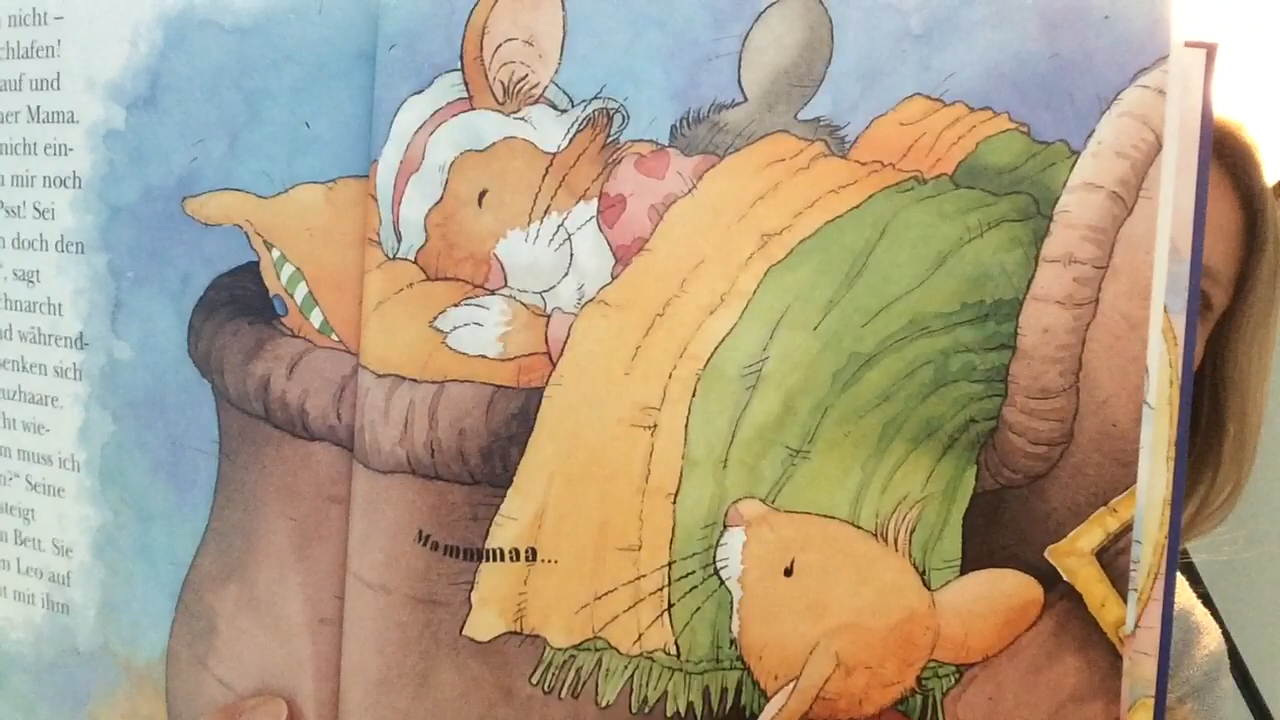 nicht –
chlafen!
auf und
ner Mama.
nicht ein-
mir noch
Psst! Sei
doch den
“, sagt
chnarcht
nd während-
senken sich
uzhaare.
ht wie-
m muss ich
n?“ Seine
steigt
n Bett. Sie
n Leo auf
t mit ihm
Mammmaa...